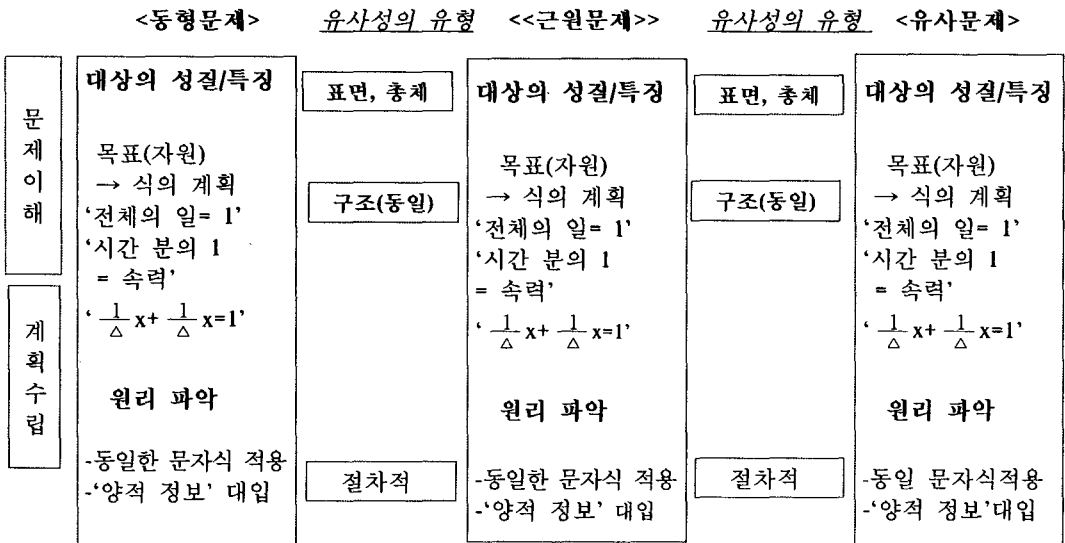 <동형문제> 유사성의 유형 <<근원문제>> 유사성의 유형 <유사문제>
문제이해
계획수립
대상의 성질/특징
목표(자원)
→ 식의 계획
‘전체의 일= 1’
‘시간 분의 1
= 속력’
‘ 1/△ x+ 1/△ x=1’
원리 파악
-동일한 문자식 적용
-‘양적 정보’ 대입
표면, 총체
구조(동일)
절차적
대상의 성질/특징
목표(자원)
→ 식의 계획
‘전체의 일= 1’
‘시간 분의 1
= 속력’
‘ 1/△ x+ 1/△ x=1’
원리 파악
-동일한 문자식 적용
-‘양적 정보’ 대입
표면, 총체
구조(동일)
절차적
대상의 성질/특징
목표(자원)
→ 식의 계획
‘전체의 일= 1’
‘시간 분의 1
= 속력’
‘ 1/△ x+ 1/△ x=1’
원리 파악
-동일 문자식적용
-‘양적 정보’대입